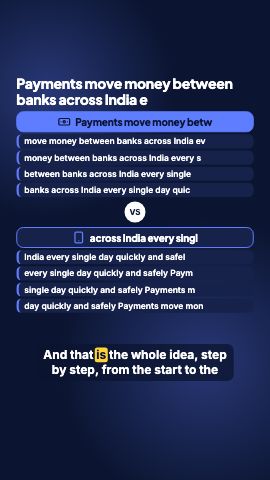 Payments move money between
banks across India e
Payments move money betw
move money between banks across India ev
money between banks across India every s
between banks across India every single
banks across India every single day quic
VS
across India every singl
India every single day quickly and safel
every single day quickly and safely Paym
single day quickly and safely Payments m
day quickly and safely Payments move mon
And that is the whole idea, step
by step, from the start to the